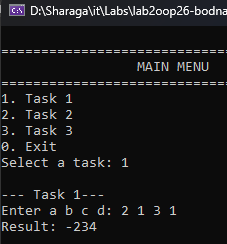 D:\Sharaga\it\Labs\lab2oop26-bodna
==============================
MAIN MENU
==============================
1. Task 1
2. Task 2
3. Task 3
0. Exit
Select a task: 1
--- Task 1---
Enter a b c d: 2 1 3 1
Result: -234